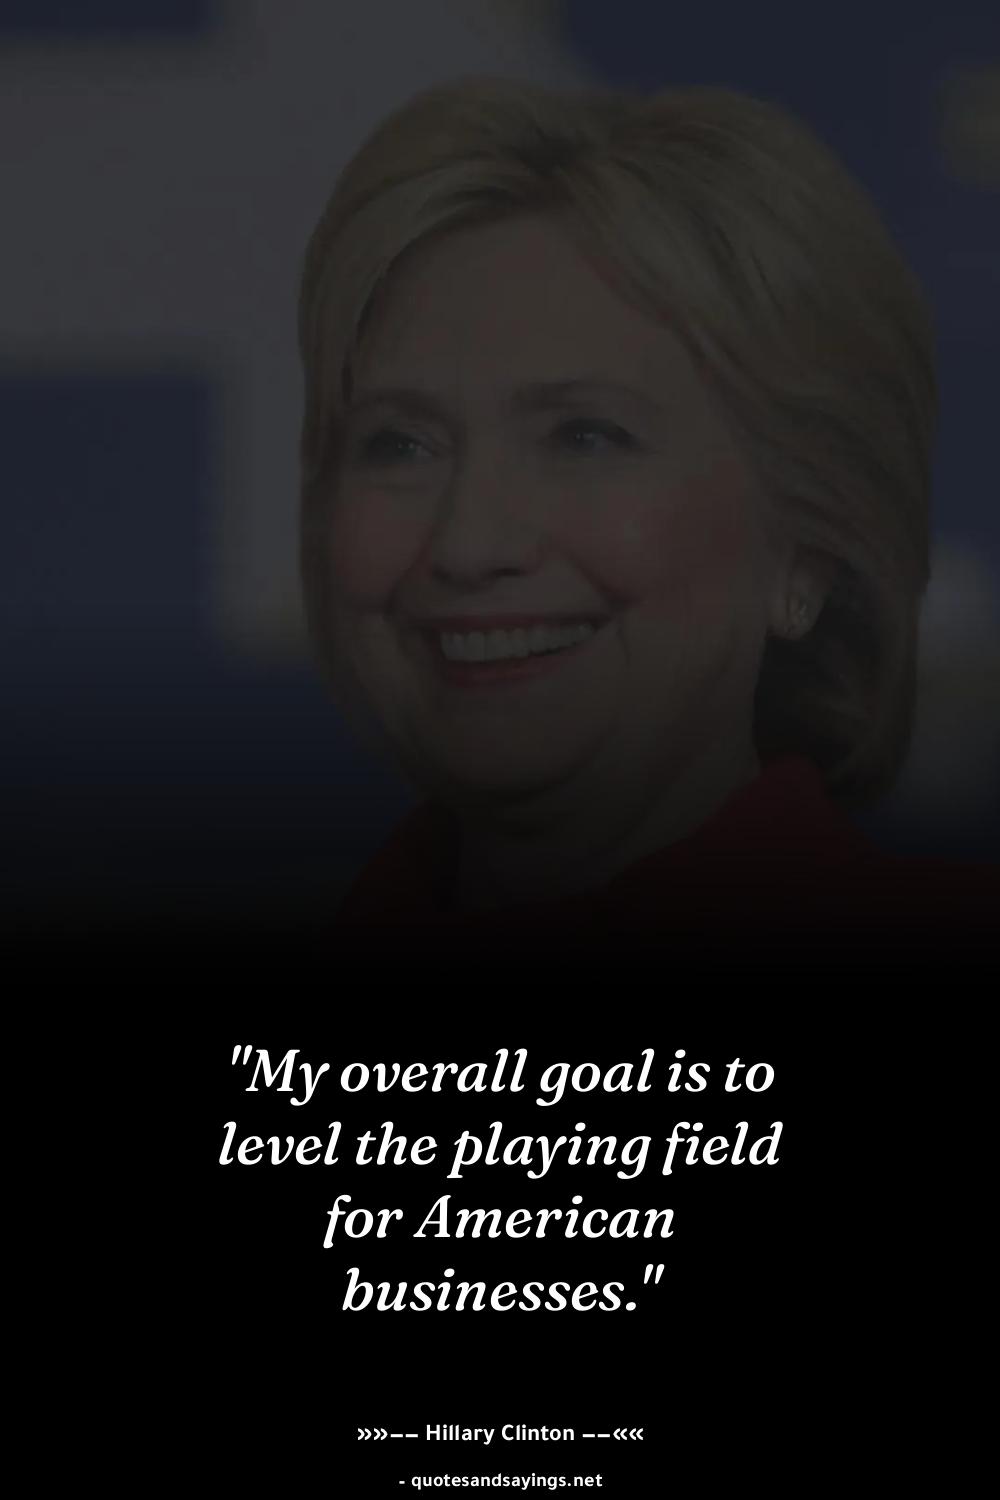 "My overall goal is to
level the playing field
for American
businesses."
»»–– Hillary Clinton ––««
- quotesandsayings.net